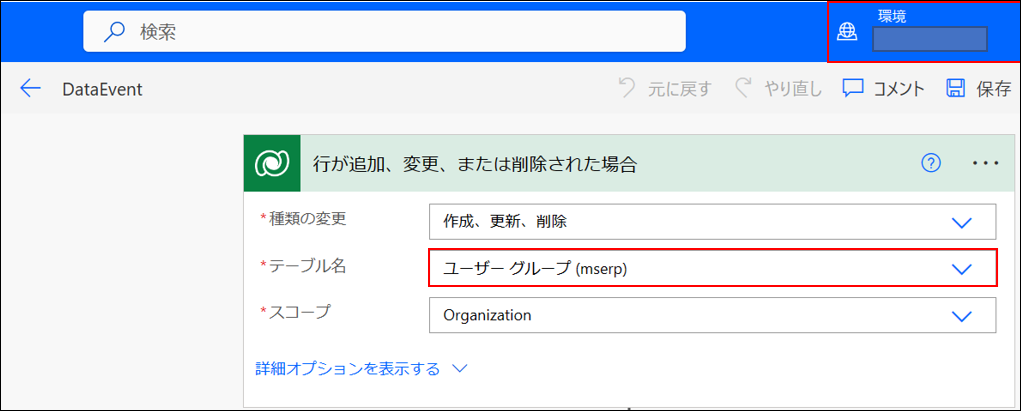 検索
環境
DataEvent
元に戻す
やり直し
コメント
保存
行が追加、変更、または削除された場合
*種類の変更
作成、更新、削除
*テーブル名
ユーザー グループ (mserp)
*スコープ
Organization
詳細オプションを表示する